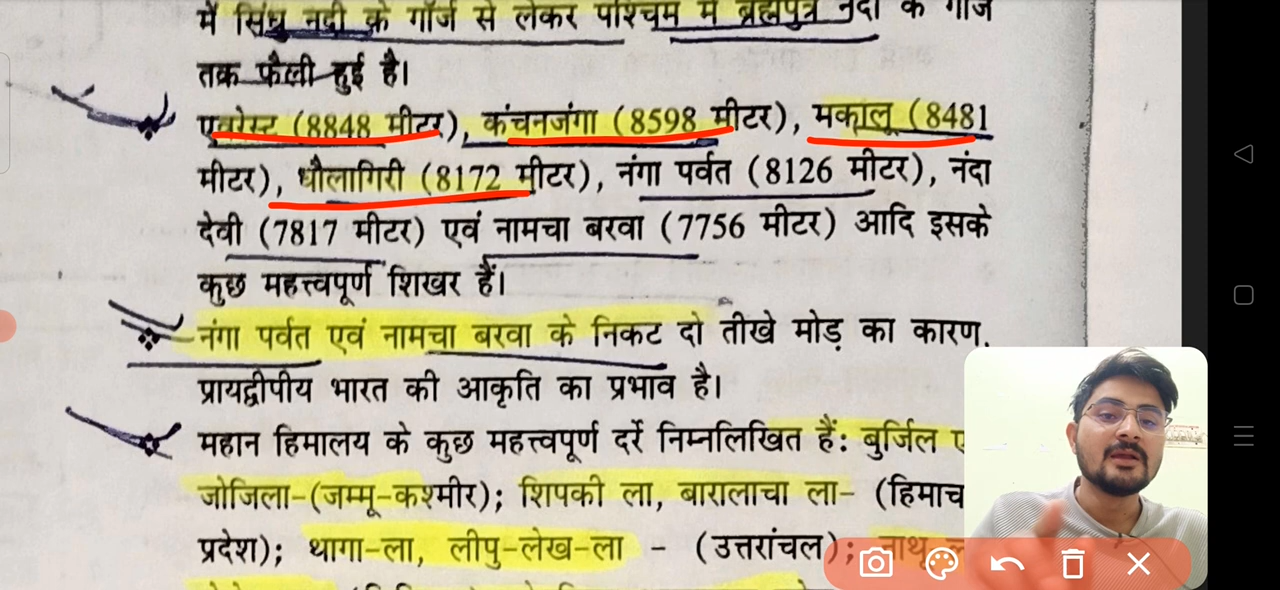 में सिंधु नदी के गॉर्ज से लेकर पश्चिम में ब्रह्मपुत्र नदी के गॉर्ज
तक फैली हुई है।
एवरेस्ट (8848 मीटर), कंचनजंगा (8598 मीटर), मकालू (8481
मीटर), धौलागिरी (8172 मीटर), नंगा पर्वत (8126 मीटर), नंदा
देवी (7817 मीटर) एवं नामचा बरवा (7756 मीटर) आदि इसके
कुछ महत्त्वपूर्ण शिखर हैं।
नंगा पर्वत एवं नामचा बरवा के निकट दो तीखे मोड़ का कारण,
प्रायद्वीपीय भारत की आकृति का प्रभाव है।
महान हिमालय के कुछ महत्त्वपूर्ण दर्रे निम्नलिखित हैं: बुर्जिल
जोजिला-(जम्मू-कश्मीर); शिपकी ला, बारालाचा ला- (हिमाच
प्रदेश); थागा-ला, लीपु-लेख-ला - (उत्तरांचल); नाथू